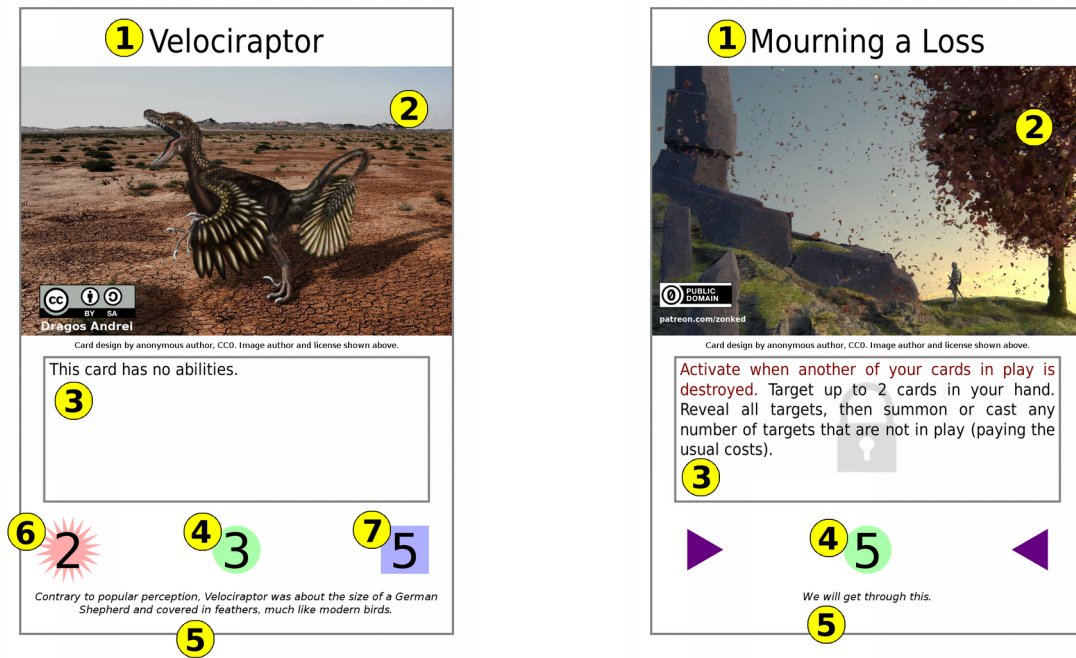 1 Velociraptor
2
cc
BY SA
Dragos Andrei
Card design by anonymous author, CC0. Image author and license shown above.
This card has no abilities.
3
6 2 4 3 7 5
Contrary to popular perception, Velociraptor was about the size of a German
Shepherd and covered in feathers, much like modern birds.
5
1 Mourning a Loss
2
0 PUBLIC
DOMAIN
patreon.com/zonked
Card design by anonymous author, CC0. Image author and license shown above.
Activate when another of your cards in play is
destroyed. Target up to 2 cards in your hand.
Reveal all targets, then summon or cast any
number of targets that are not in play (paying the
usual costs).
3
4 5
We will get through this.
5